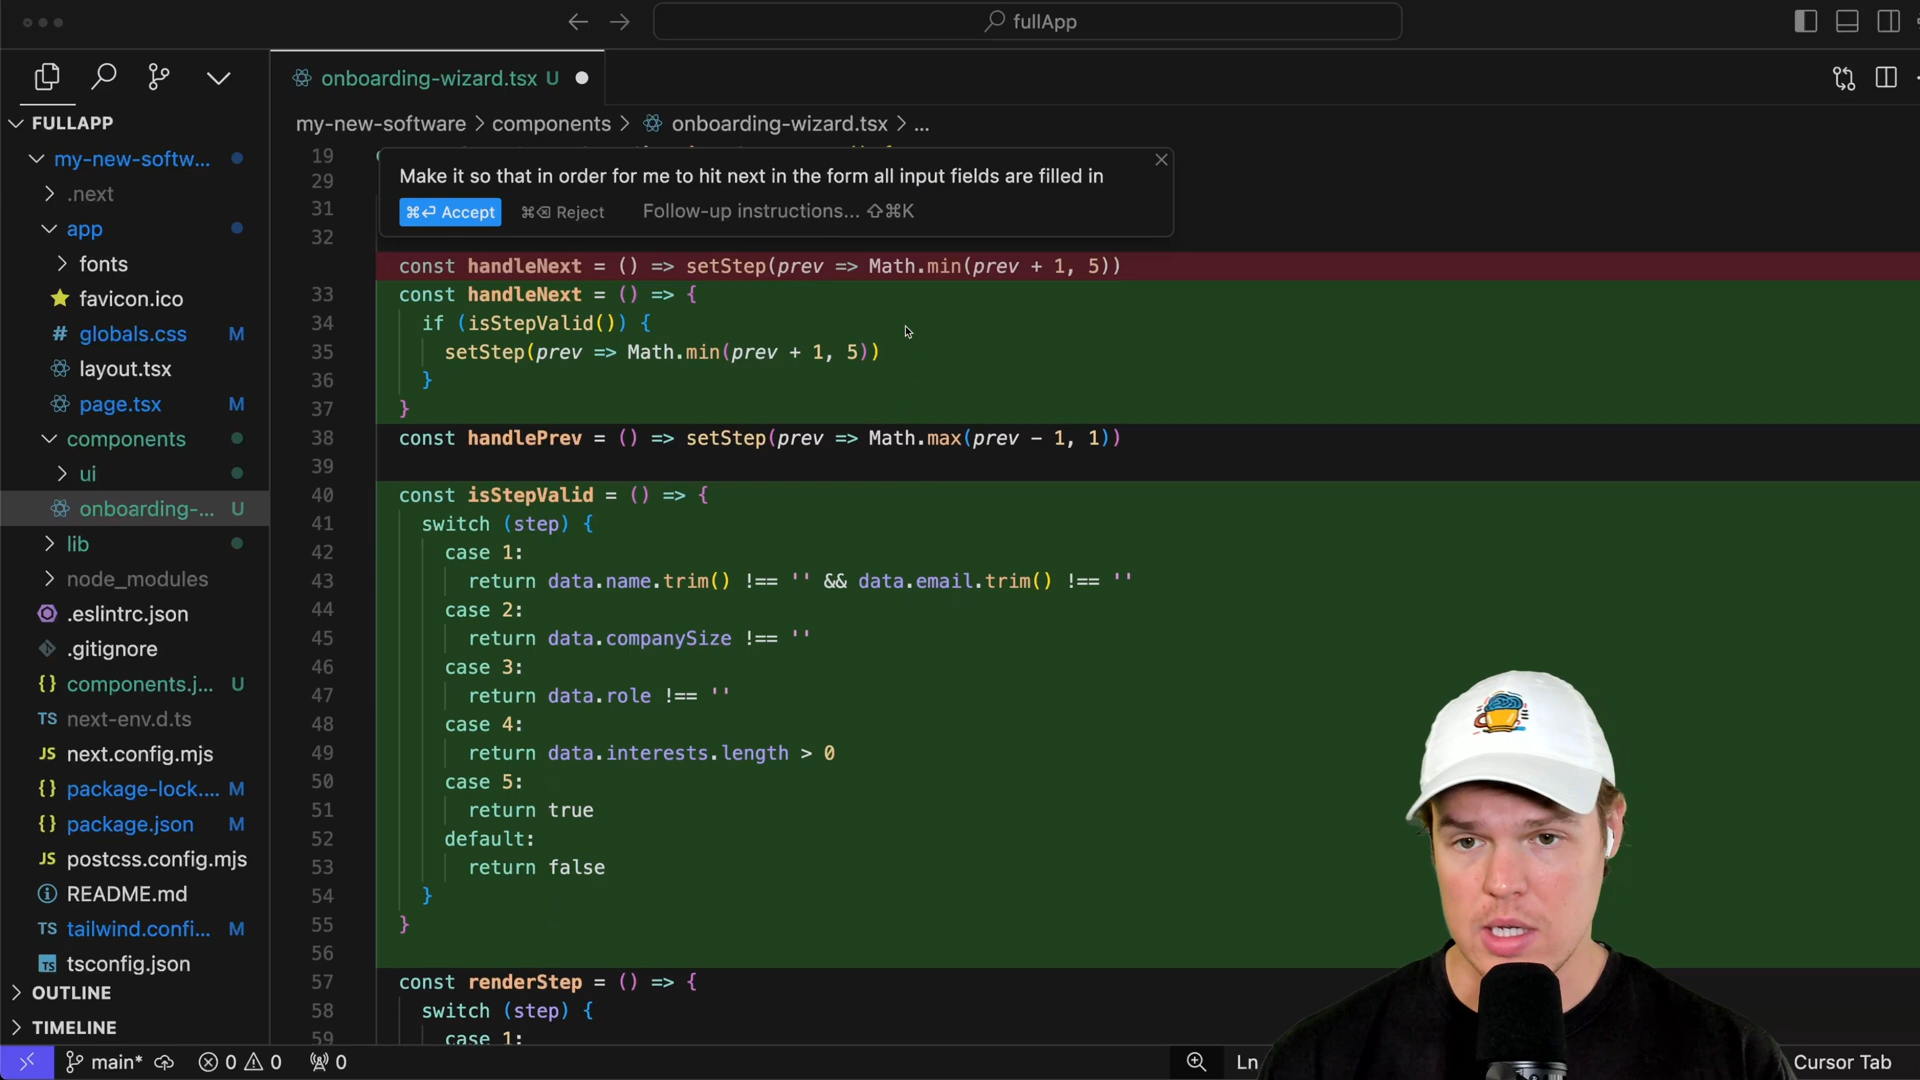 fullApp
onboarding-wizard.tsx U
FULLAPP
my-new-software > components > onboarding-wizard.tsx > ...
my-new-softw...
.next
app
fonts
favicon.ico
# globals.css M
layout.tsx
page.tsx M
components
ui
onboarding-... U
lib
node_modules
.eslintrc.json
.gitignore
{} components.j... U
TS next-env.d.ts
JS next.config.mjs
{} package-lock.... M
{} package.json M
JS postcss.config.mjs
README.md
TS tailwind.confi... M
TS tsconfig.json
OUTLINE
TIMELINE
19
29
Make it so that in order for me to hit next in the form all input fields are filled in
⌘⏎ Accept ⌘⌫ Reject Follow-up instructions... ⇧⌘K
31
32
const handleNext = () => setStep(prev => Math.min(prev + 1, 5))
33 const handleNext = () => {
34 if (isStepValid()) {
35 setStep(prev => Math.min(prev + 1, 5))
36 }
37 }
38 const handlePrev = () => setStep(prev => Math.max(prev - 1, 1))
39
40 const isStepValid = () => {
41 switch (step) {
42 case 1:
43 return data.name.trim() !== '' && data.email.trim() !== ''
44 case 2:
45 return data.companySize !== ''
46 case 3:
47 return data.role !== ''
48 case 4:
49 return data.interests.length > 0
50 case 5:
51 return true
52 default:
53 return false
54 }
55 }
56
57 const renderStep = () => {
58 switch (step) {
59 case 1:
main* 0 0 0 Ln Cursor Tab